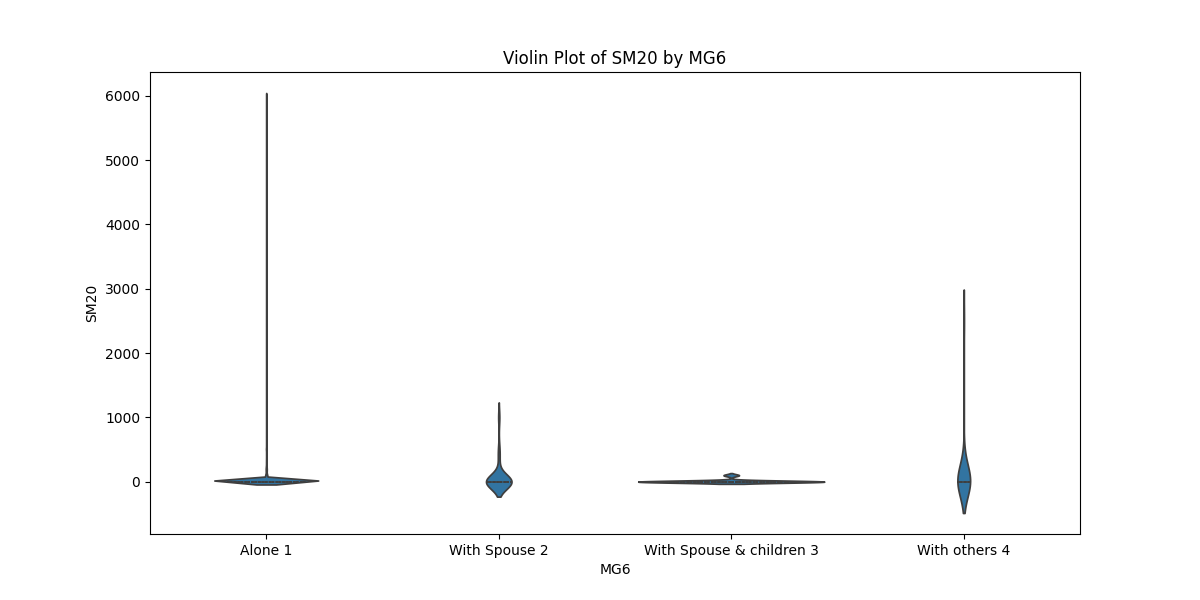 Violin Plot of SM20 by MG6
6000
5000
4000
3000
2000
1000
0
SM20
Alone 1
With Spouse 2
With Spouse & children 3
With others 4
MG6